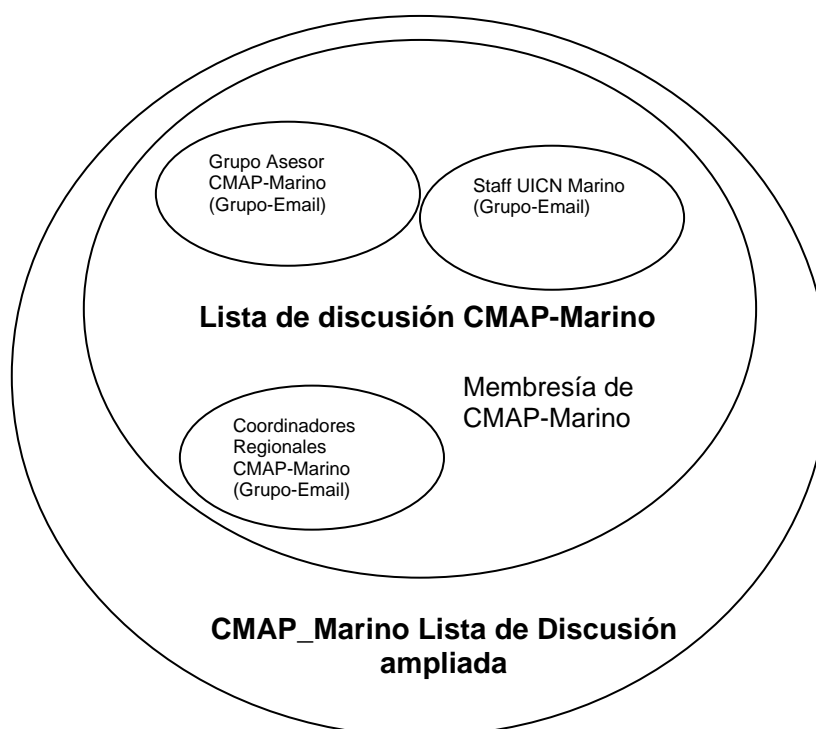 Grupo Asesor
CMAP-Marino
(Grupo-Email)
Staff UICN Marino
(Grupo-Email)
Lista de discusión CMAP-Marino
Membresía de
CMAP-Marino
Coordinadores
Regionales
CMAP-Marino
(Grupo-Email)
CMAP_Marino Lista de Discusión
ampliada